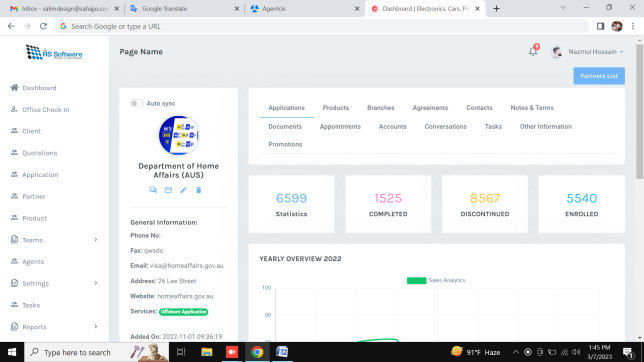 Inbox - salimdesign@sahajjo.com
Google Translate
Agentcis
Dashboard | Electronics, Cars, Fr
Search Google or type a URL
RS Software
Page Name
9
Nazmul Hossain
Partners List
Dashboard
Office Check In
Client
Quotations
Application
Partner
Product
Teams
Agents
Settings
Tasks
Reports
Auto sync
Department of Home
Affairs (AUS)
General Information:
Phone No:
Fax: qwsdc
Email: visa@homeaffairs.gov.au
Address: 26 Lee Street
Website: homeaffairs.gov.au
Services: Offshore Application
Added On: 2022-11-01 09:36:19
Applications Products Branches Agreements Contacts Notes & Terms
Documents Appointments Accounts Conversations Tasks Other Information
Promotions
6599
Statistics
1525
COMPLETED
8567
DISCONTINUED
5540
ENROLLED
YEARLY OVERVIEW 2022
Sales Analytics
100
90
Type here to search
91°F Haze
1:45 PM
3/7/2023